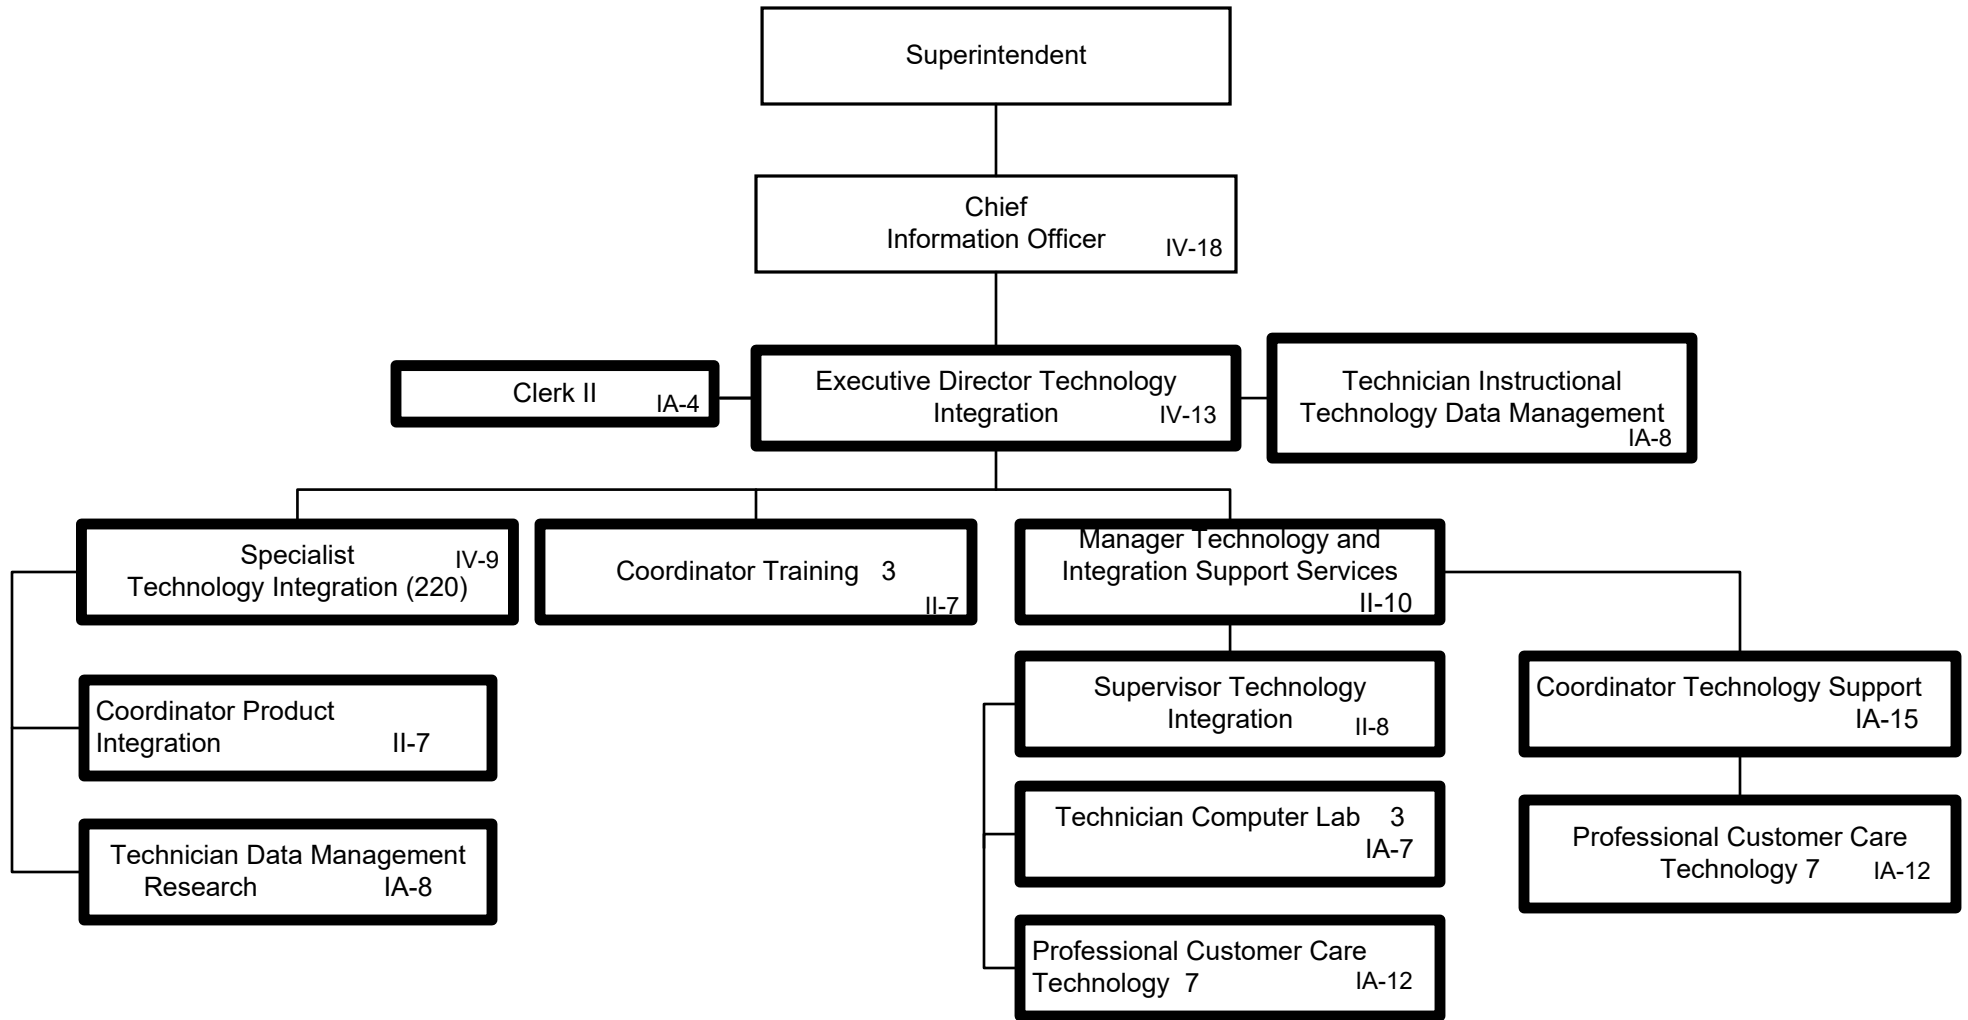 Superintendent
Chief
Information Officer IV-18
Clerk II IA-4
Executive Director Technology
Integration IV-13
Technician Instructional
Technology Data Management
IA-8
Specialist IV-9
Technology Integration (220)
Coordinator Training 3
II-7
Manager Technology and
Integration Support Services
II-10
Coordinator Product
Integration II-7
Technician Data Management
Research IA-8
Supervisor Technology
Integration II-8
Technician Computer Lab 3
IA-7
Professional Customer Care
Technology 7 IA-12
Coordinator Technology Support
IA-15
Professional Customer Care
Technology 7 IA-12